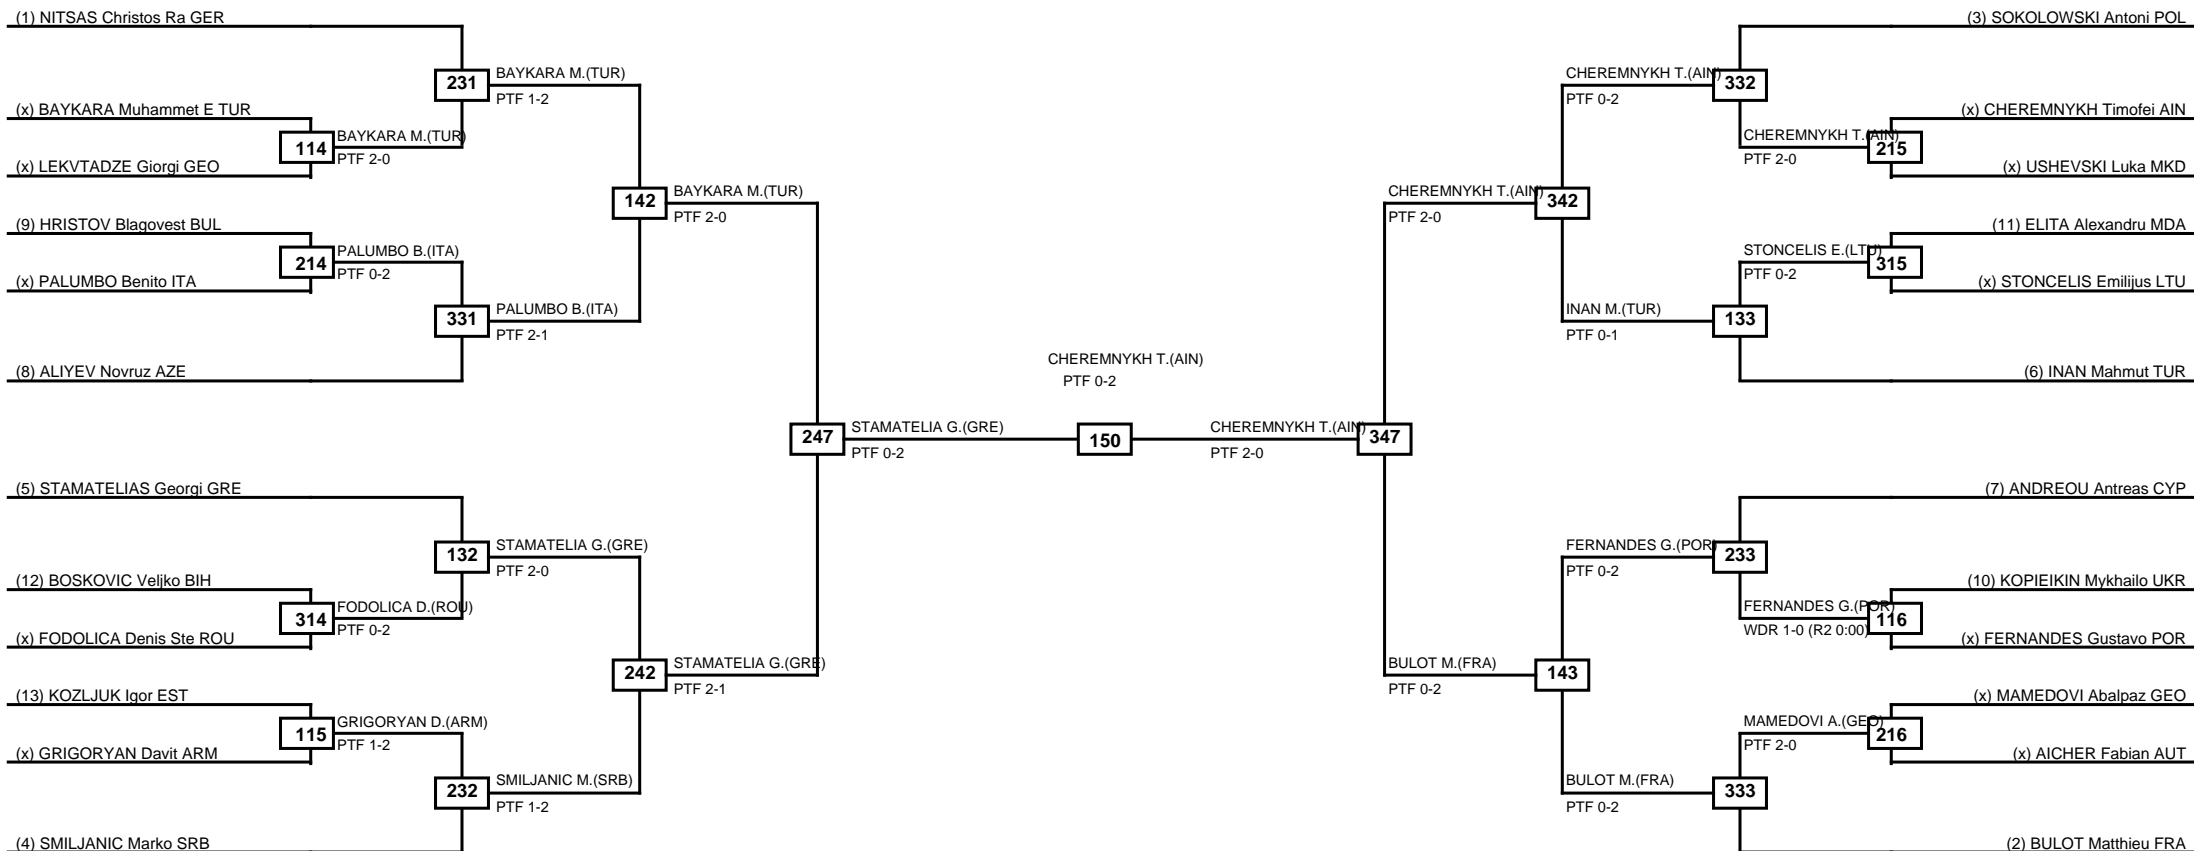 (1) NITSAS Christos Ra GER
(x) BAYKARA Muhammet E TUR
(x) LEKVTADZE Giorgi GEO
(9) HRISTOV Blagovest BUL
(x) PALUMBO Benito ITA
(8) ALIYEV Novruz AZE
(5) STAMATELIAS Georgi GRE
(12) BOSKOVIC Veljko BIH
(x) FODOLICA Denis Ste ROU
(13) KOZLJUK Igor EST
(x) GRIGORYAN Davit ARM
(4) SMILJANIC Marko SRB
114
BAYKARA M.(TUR)
PTF 2-0
214
PALUMBO B.(ITA)
PTF 0-2
314
FODOLICA D.(ROU)
PTF 0-2
115
GRIGORYAN D.(ARM)
PTF 1-2
231
BAYKARA M.(TUR)
PTF 1-2
331
PALUMBO B.(ITA)
PTF 2-1
132
STAMATELIA G.(GRE)
PTF 2-0
232
SMILJANIC M.(SRB)
PTF 1-2
142
BAYKARA M.(TUR)
PTF 2-0
242
STAMATELIA G.(GRE)
PTF 2-1
247
STAMATELIA G.(GRE)
PTF 0-2
CHEREMNYKH T.(AIN)
PTF 0-2
150
CHEREMNYKH T.(AIN)
PTF 2-0
347
CHEREMNYKH T.(AIN)
PTF 2-0
342
BULOT M.(FRA)
PTF 0-2
143
CHEREMNYKH T.(AIN)
PTF 0-2
332
INAN M.(TUR)
PTF 0-1
133
FERNANDES G.(POR)
PTF 0-2
233
BULOT M.(FRA)
PTF 0-2
333
CHEREMNYKH T.(AIN)
PTF 2-0
215
STONCELIS E.(LTU)
PTF 0-2
315
FERNANDES G.(POR)
WDR 1-0 (R2 0:00)
116
MAMEDOVI A.(GEO)
PTF 2-0
216
(3) SOKOLOWSKI Antoni POL
(x) CHEREMNYKH Timofei AIN
(x) USHEVSKI Luka MKD
(11) ELITA Alexandru MDA
(x) STONCELIS Emilijus LTU
(6) INAN Mahmut TUR
(7) ANDREOU Antreas CYP
(10) KOPIEIKIN Mykhailo UKR
(x) FERNANDES Gustavo POR
(x) MAMEDOVI Abalpaz GEO
(x) AICHER Fabian AUT
(2) BULOT Matthieu FRA